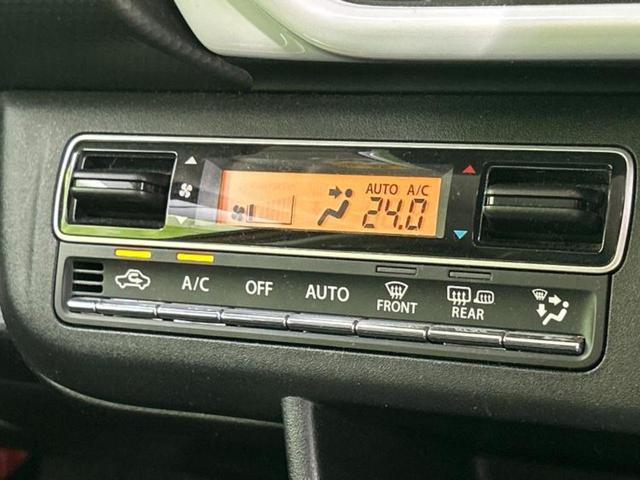 AUTO A/C
24.0
A/C
OFF
AUTO
FRONT
REAR